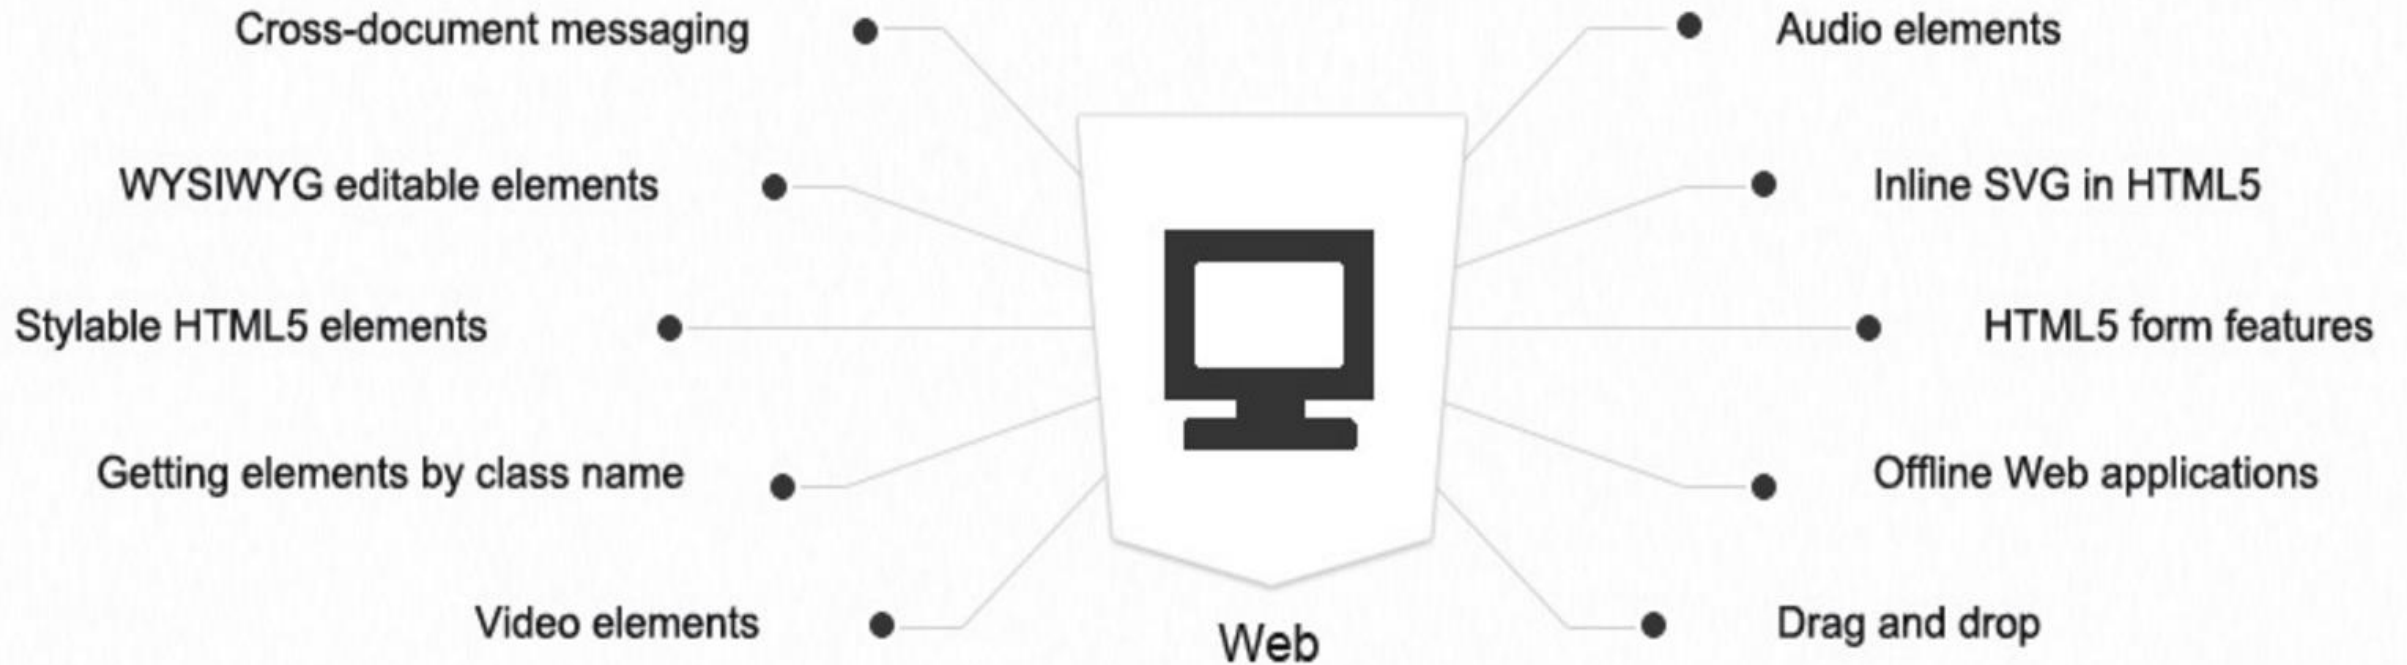 Cross-document messaging
Audio elements
WYSIWYG editable elements
Inline SVG in HTML5
Stylable HTML5 elements
HTML5 form features
Getting elements by class name
Offline Web applications
Video elements
Drag and drop
Web